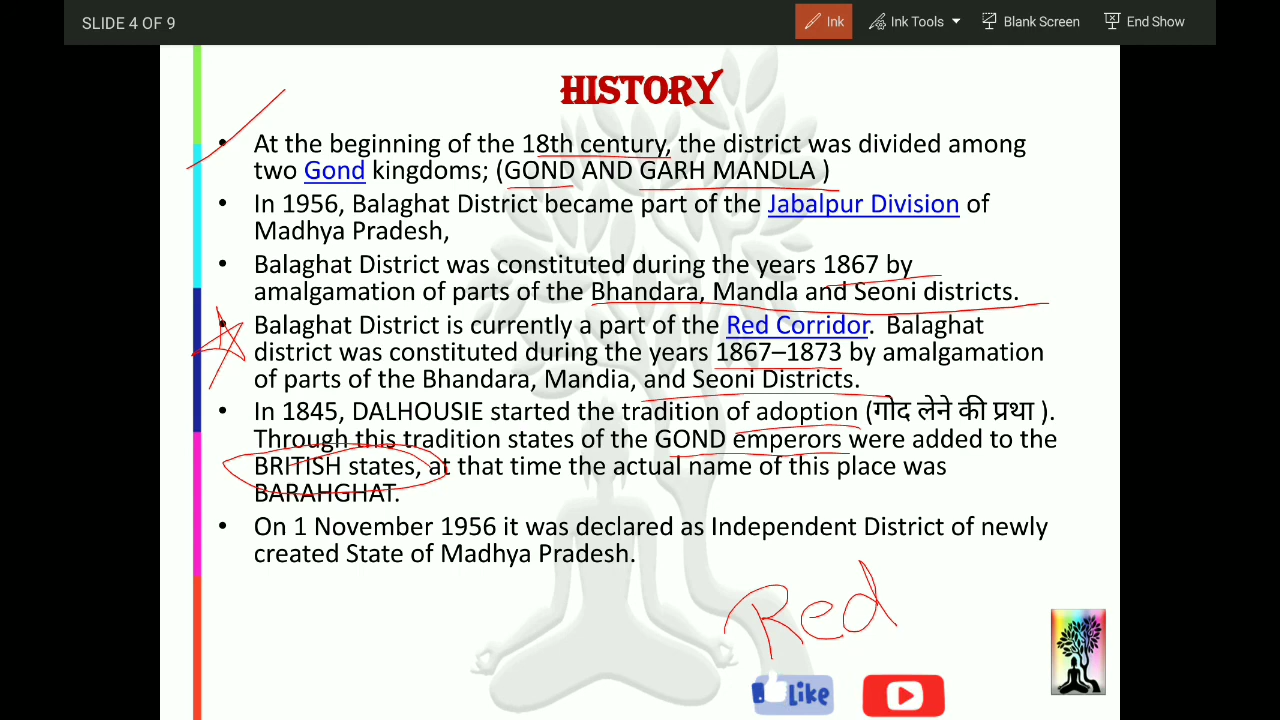 SLIDE 4 OF 9
Ink
Ink Tools
Blank Screen
End Show
HISTORY
• At the beginning of the 18th century, the district was divided among
two Gond kingdoms; (GOND AND GARH MANDLA )
• In 1956, Balaghat District became part of the Jabalpur Division of
Madhya Pradesh,
• Balaghat District was constituted during the years 1867 by
amalgamation of parts of the Bhandara, Mandla and Seoni districts.
• Balaghat District is currently a part of the Red Corridor. Balaghat
district was constituted during the years 1867–1873 by amalgamation
of parts of the Bhandara, Mandia, and Seoni Districts.
• In 1845, DALHOUSIE started the tradition of adoption (गोद लेने की प्रथा ).
Through this tradition states of the GOND emperors were added to the
BRITISH states, at that time the actual name of this place was
BARAHGHAT.
• On 1 November 1956 it was declared as Independent District of newly
created State of Madhya Pradesh.
Red
Like